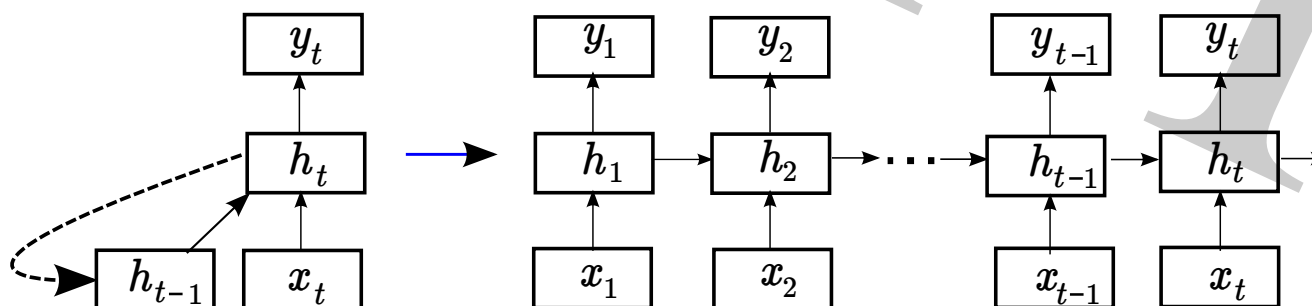 y_t y_1 y_2 y_{t-1} y_t
h_t h_1 h_2 ... h_{t-1} h_t
h_{t-1} x_t x_1 x_2 x_{t-1} x_t